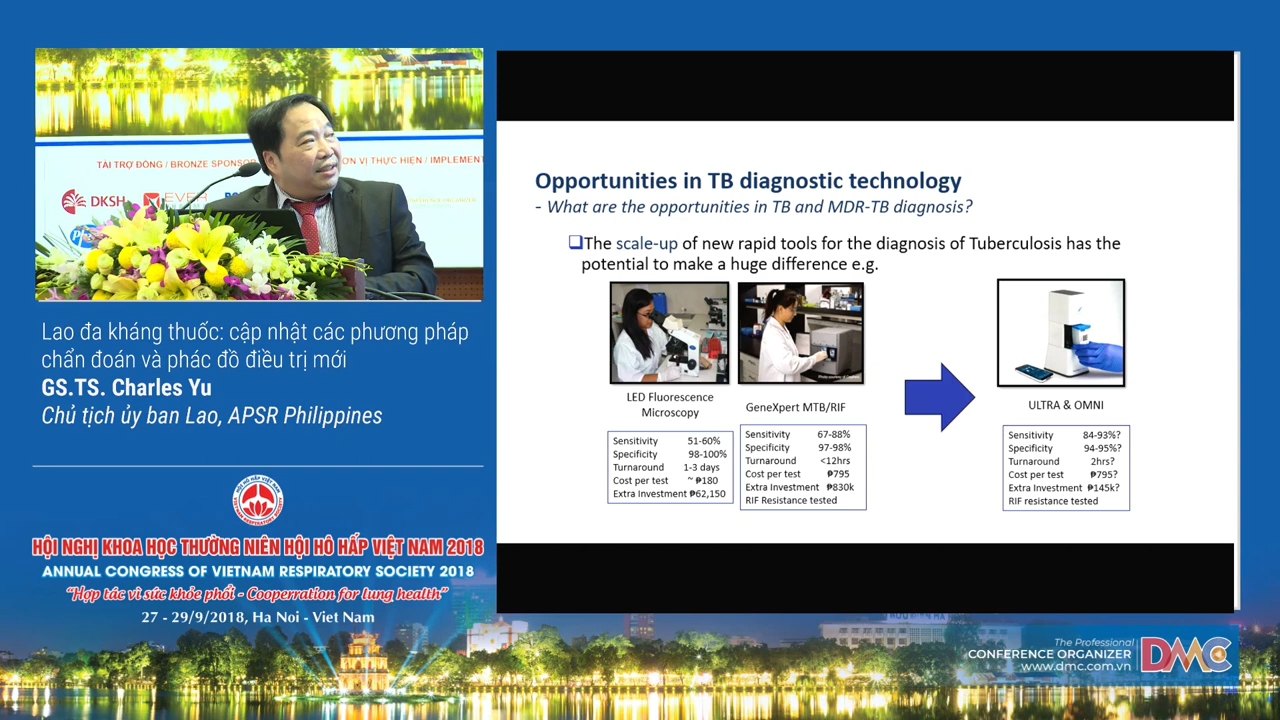 TÀI TRỢ ĐỒNG / BRONZE SPONSO
ƠN VỊ THỰC HIỆN / IMPLEMENT
DKSH
EVER
Pfizer
Lao đa kháng thuốc: cập nhật các phương pháp
chẩn đoán và phác đồ điều trị mới
GS.TS. Charles Yu
Chủ tịch ủy ban Lao, APSR Philippines
HỘI NGHỊ KHOA HỌC THƯỜNG NIÊN HỘI HÔ HẤP VIỆT NAM 2018
ANNUAL CONGRESS OF VIETNAM RESPIRATORY SOCIETY 2018
“Hợp tác vì sức khỏe phổi - Cooperration for lung health”
27 - 29/9/2018, Ha Noi - Viet Nam
Opportunities in TB diagnostic technology
- What are the opportunities in TB and MDR-TB diagnosis?
The scale-up of new rapid tools for the diagnosis of Tuberculosis has the
potential to make a huge difference e.g.
LED Fluorescence
Microscopy
Sensitivity 51-60%
Specificity 98-100%
Turnaround 1-3 days
Cost per test ~ ₱180
Extra Investment ₱62,150
GeneXpert MTB/RIF
Sensitivity 67-88%
Specificity 97-98%
Turnaround <12hrs
Cost per test ₱795
Extra Investment ₱830k
RIF Resistance tested
ULTRA & OMNI
Sensitivity 84-93%?
Specificity 94-95%?
Turnaround 2hrs?
Cost per test ₱795?
Extra Investment ₱145k?
RIF resistance tested
The Professional
CONFERENCE ORGANIZER
www.dmc.com.vn
DMC